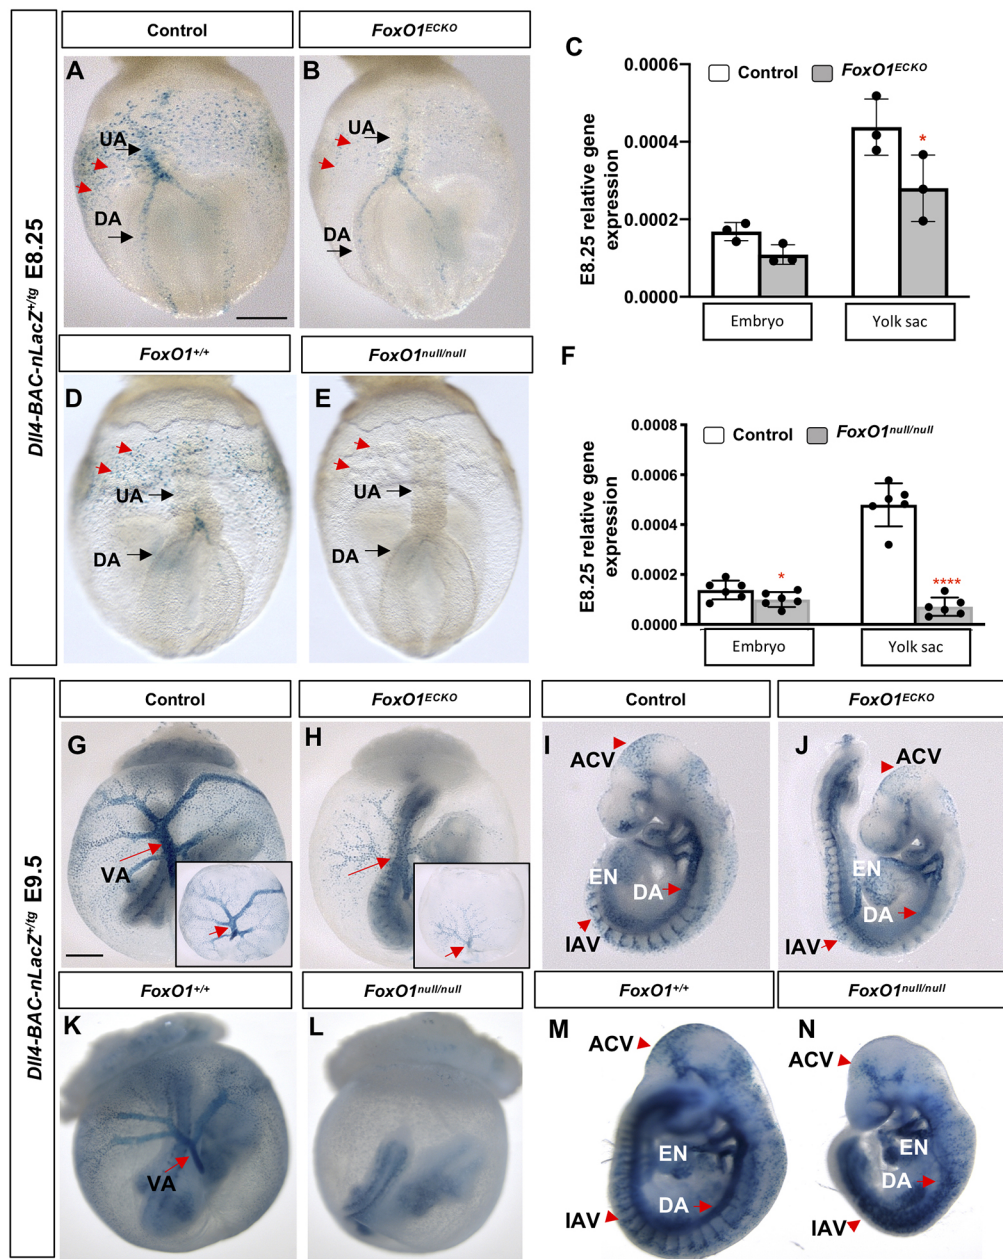 Dll4-BAC-nLacZ+/tg E8.25
Control
FoxO1ECKO
A
UA
DA
B
UA
DA
C
E8.25 relative gene
expression
0.0006
0.0004
0.0002
0.0000
Control
FoxO1ECKO
*
Embryo
Yolk sac
FoxO1+/+
FoxO1null/null
D
UA
DA
E
UA
DA
F
E8.25 relative gene
expression
0.0008
0.0006
0.0004
0.0002
0.0000
Control
FoxO1null/null
*
****
Embryo
Yolk sac
Dll4-BAC-nLacZ+/tg E9.5
Control
FoxO1ECKO
Control
FoxO1ECKO
G
VA
H
I
ACV
EN
DA
IAV
J
ACV
EN
DA
IAV
FoxO1+/+
FoxO1null/null
FoxO1+/+
FoxO1null/null
K
VA
L
M
ACV
EN
DA
IAV
N
ACV
EN
DA
IAV